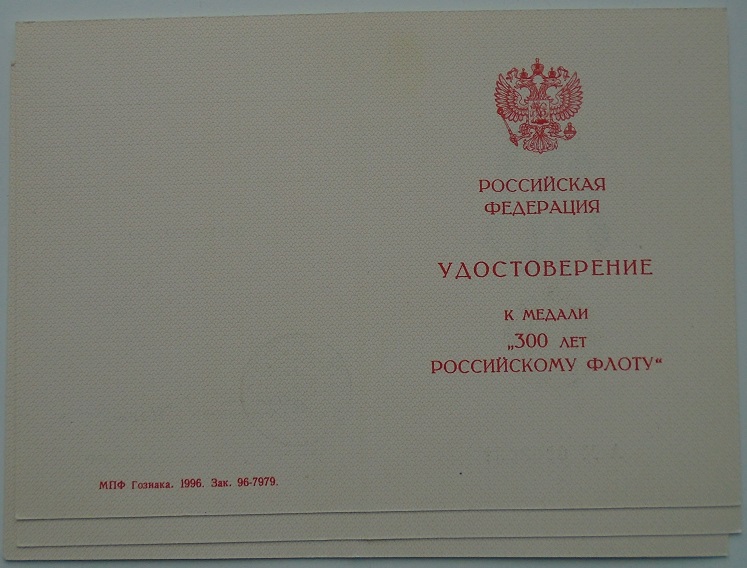 РОССИЙСКАЯ
ФЕДЕРАЦИЯ
УДОСТОВЕРЕНИЕ
К МЕДАЛИ
„300 ЛЕТ
РОССИЙСКОМУ ФЛОТУ“
МПФ Гознака. 1996. Зак. 96-7979.